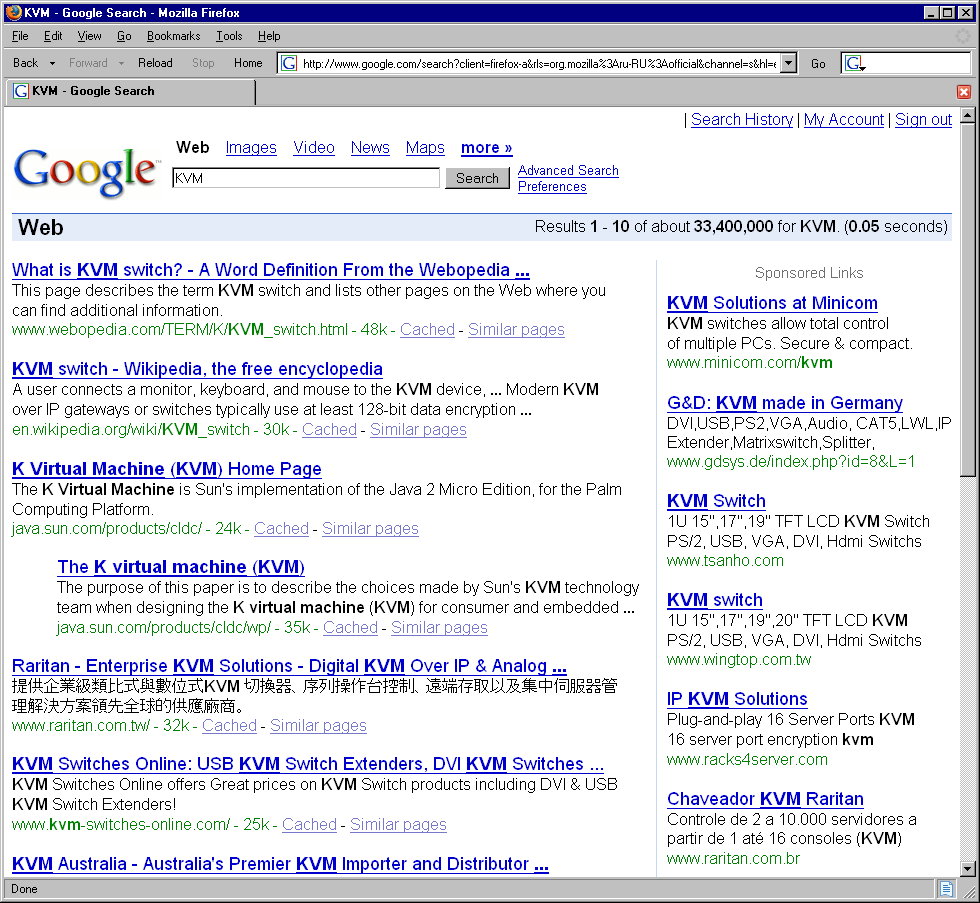 KVM - Google Search - Mozilla Firefox
File Edit View Go Bookmarks Tools Help
Back Forward Reload Stop Home http://www.google.com/search?client=firefox-a&rls=org.mozilla%3Aru-RU%3Aofficial&channel=s&hl=e Go
KVM - Google Search
| Search History | My Account | Sign out
Google™
Web Images Video News Maps more »
KVM Search Advanced Search
Preferences
Web Results 1 - 10 of about 33,400,000 for KVM. (0.05 seconds)
What is KVM switch? - A Word Definition From the Webopedia ...
This page describes the term KVM switch and lists other pages on the Web where you
can find additional information.
www.webopedia.com/TERM/K/KVM_switch.html - 48k - Cached - Similar pages
KVM switch - Wikipedia, the free encyclopedia
A user connects a monitor, keyboard, and mouse to the KVM device, ... Modern KVM
over IP gateways or switches typically use at least 128-bit data encryption ...
en.wikipedia.org/wiki/KVM_switch - 30k - Cached - Similar pages
K Virtual Machine (KVM) Home Page
The K Virtual Machine is Sun's implementation of the Java 2 Micro Edition, for the Palm
Computing Platform.
java.sun.com/products/cldc/ - 24k - Cached - Similar pages
The K virtual machine (KVM)
The purpose of this paper is to describe the choices made by Sun's KVM technology
team when designing the K virtual machine (KVM) for consumer and embedded ...
java.sun.com/products/cldc/wp/ - 35k - Cached - Similar pages
Raritan - Enterprise KVM Solutions - Digital KVM Over IP & Analog ...
提供企業級類比式與數位式KVM 切換器、序列操作台控制、遠端存取以及集中伺服器管
理解決方案領先全球的供應廠商。
www.raritan.com.tw/ - 32k - Cached - Similar pages
KVM Switches Online: USB KVM Switch Extenders, DVI KVM Switches ...
KVM Switches Online offers Great prices on KVM Switch products including DVI & USB
KVM Switch Extenders!
www.kvm-switches-online.com/ - 25k - Cached - Similar pages
KVM Australia - Australia's Premier KVM Importer and Distributor ...
Sponsored Links
KVM Solutions at Minicom
KVM switches allow total control
of multiple PCs. Secure & compact.
www.minicom.com/kvm
G&D: KVM made in Germany
DVI,USB,PS2,VGA,Audio, CAT5,LWL,IP
Extender,Matrixswitch,Splitter,
www.gdsys.de/index.php?id=8&L=1
KVM Switch
1U 15",17",19" TFT LCD KVM Switch
PS/2, USB, VGA, DVI, Hdmi Switchs
www.tsanho.com
KVM switch
1U 15",17",19",20" TFT LCD KVM
PS/2, USB, VGA, DVI, Hdmi Switchs
www.wingtop.com.tw
IP KVM Solutions
Plug-and-play 16 Server Ports KVM
16 server port encryption kvm
www.racks4server.com
Chaveador KVM Raritan
Controle de 2 a 10.000 servidores a
partir de 1 até 16 consoles (KVM)
www.raritan.com.br
Done